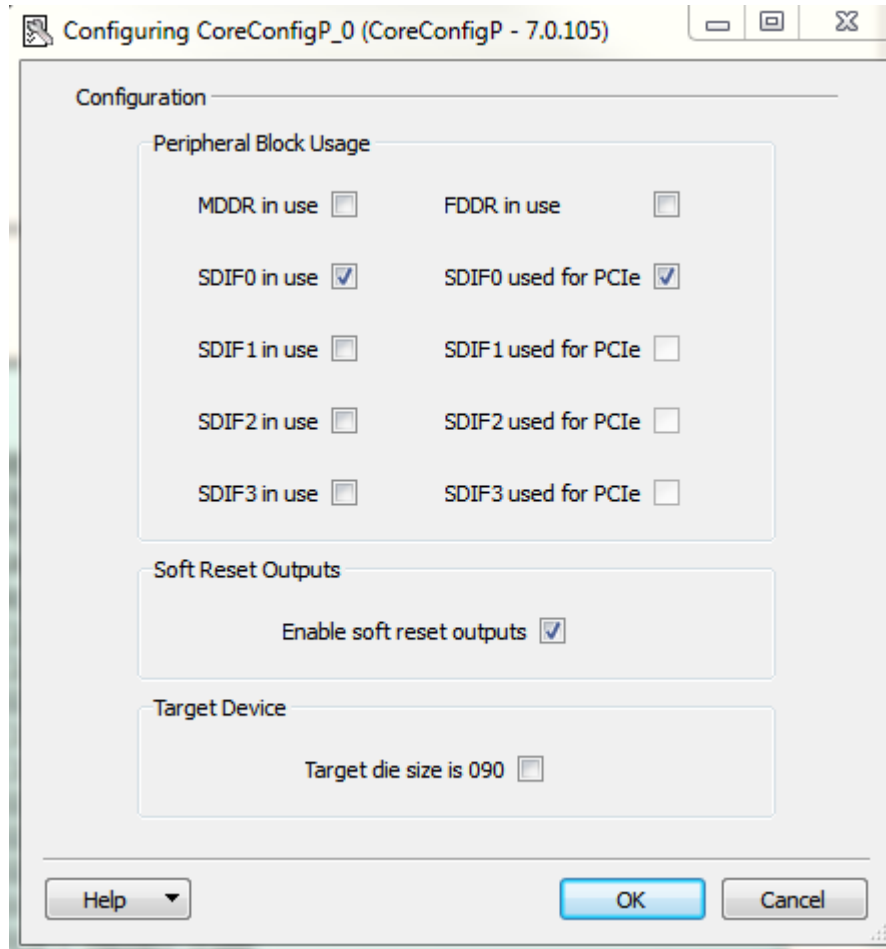 Configuring CoreConfigP_0 (CoreConfigP - 7.0.105)
Configuration
Peripheral Block Usage
MDDR in use FDDR in use
SDIF0 in use SDIF0 used for PCIe
SDIF1 in use SDIF1 used for PCIe
SDIF2 in use SDIF2 used for PCIe
SDIF3 in use SDIF3 used for PCIe
Soft Reset Outputs
Enable soft reset outputs
Target Device
Target die size is 090
Help OK Cancel